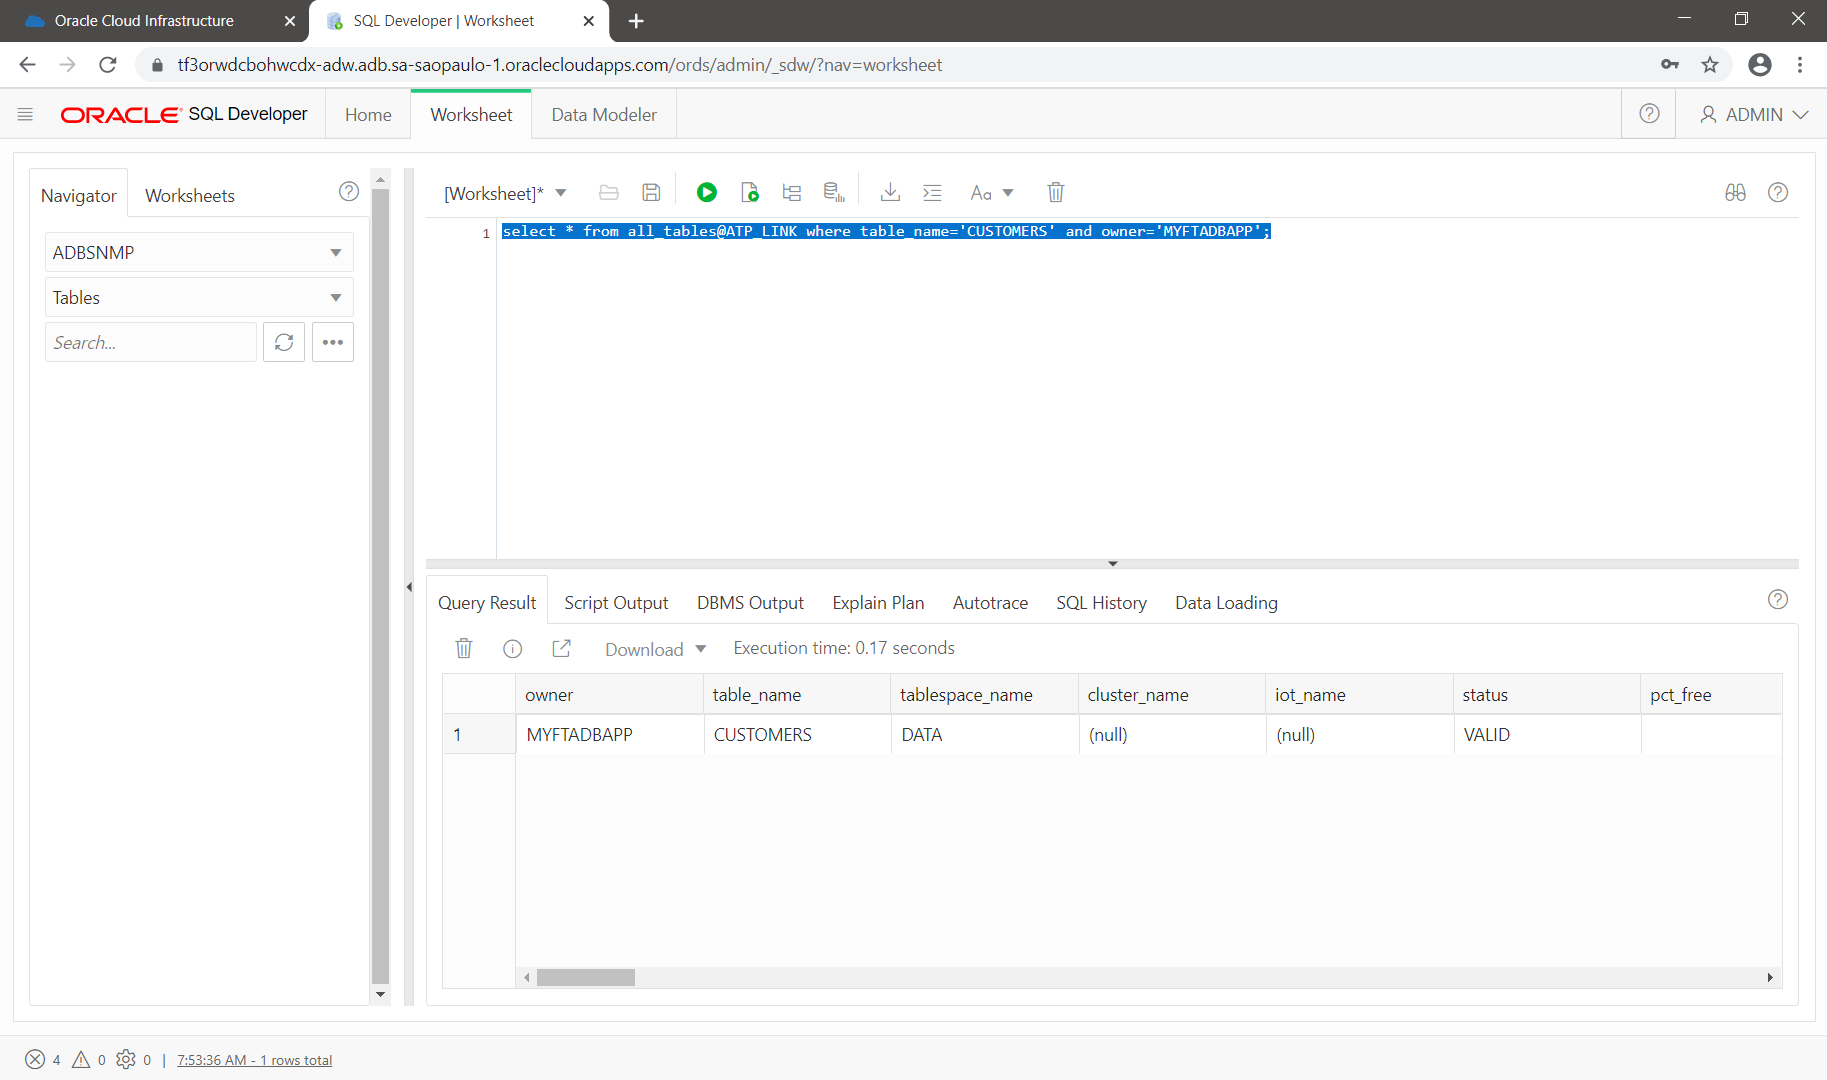 Oracle Cloud Infrastructure
SQL Developer | Worksheet
tf3orwdcbohwcdx-adw.adb.sa-saopaulo-1.oraclecloudapps.com/ords/admin/_sdw/?nav=worksheet
ORACLE SQL Developer
Home
Worksheet
Data Modeler
ADMIN
Navigator
Worksheets
[Worksheet]*
Aa
ADBSNMP
Tables
Search...
1
select * from all_tables@ATP_LINK where table_name='CUSTOMERS' and owner='MYFTADBAPP';
Query Result
Script Output
DBMS Output
Explain Plan
Autotrace
SQL History
Data Loading
Download
Execution time: 0.17 seconds
owner table_name tablespace_name cluster_name iot_name status pct_free
1 MYFTADBAPP CUSTOMERS DATA (null) (null) VALID
4 0 0 | 7:53:36 AM - 1 rows total